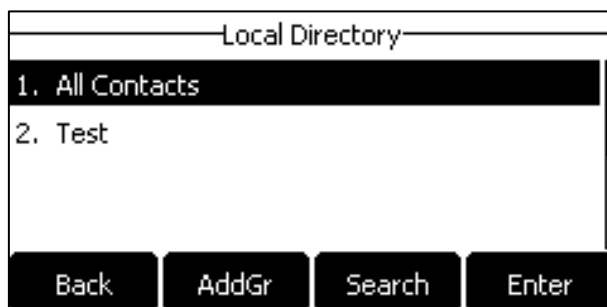 Local Directory
1. All Contacts
2. Test
Back AddGr Search Enter